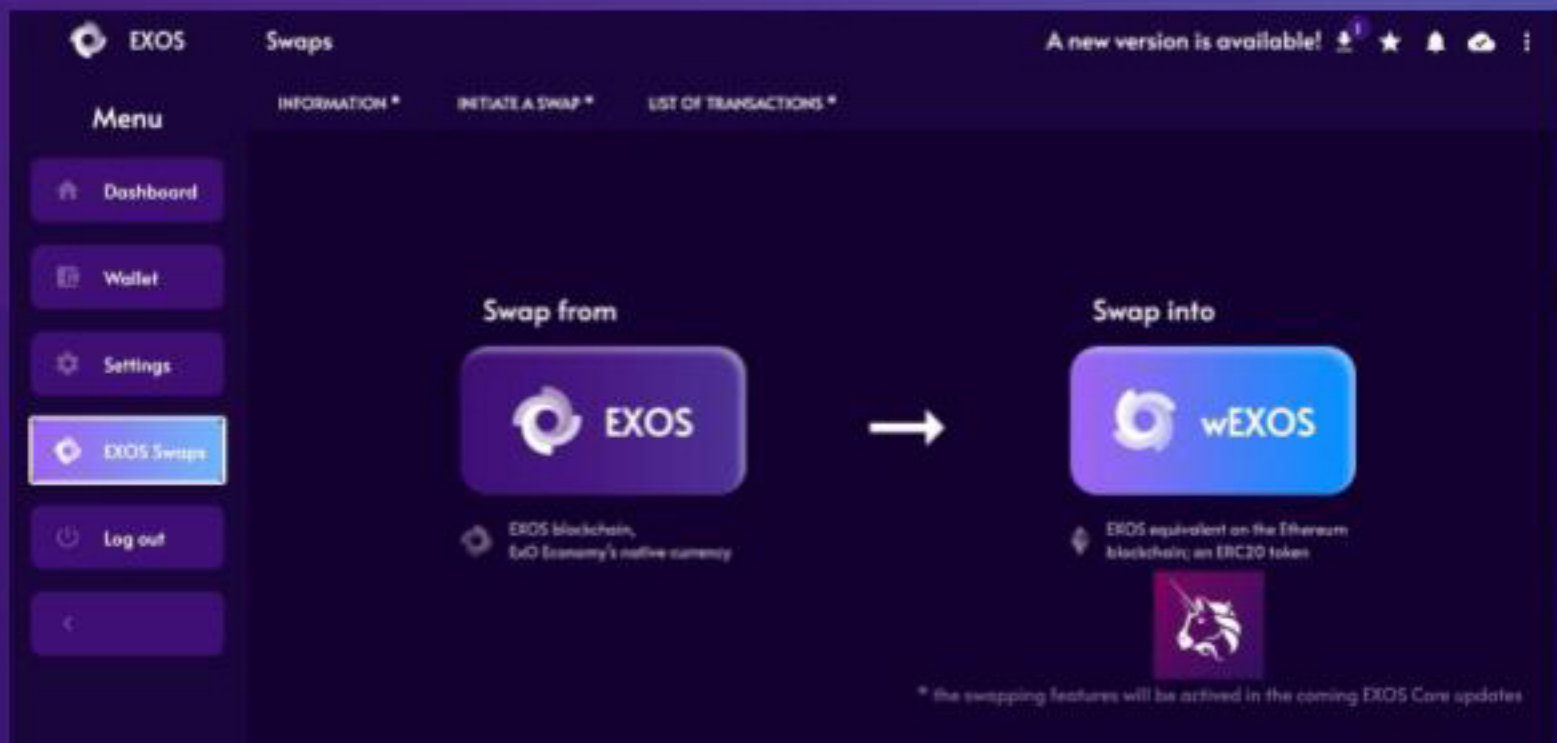 EXOS
Swaps
A new version is available!
1
Menu
INFORMATION *
INITIATE A SWAP *
LIST OF TRANSACTIONS *
Dashboard
Wallet
Settings
EXOS Swaps
Log out
Swap from
EXOS
EXOS blockchain,
ExO Economy's native currency
Swap into
wEXOS
EXOS equivalent on the Ethereum
blockchain; an ERC20 token
* the swapping features will be actived in the coming EXOS Core updates